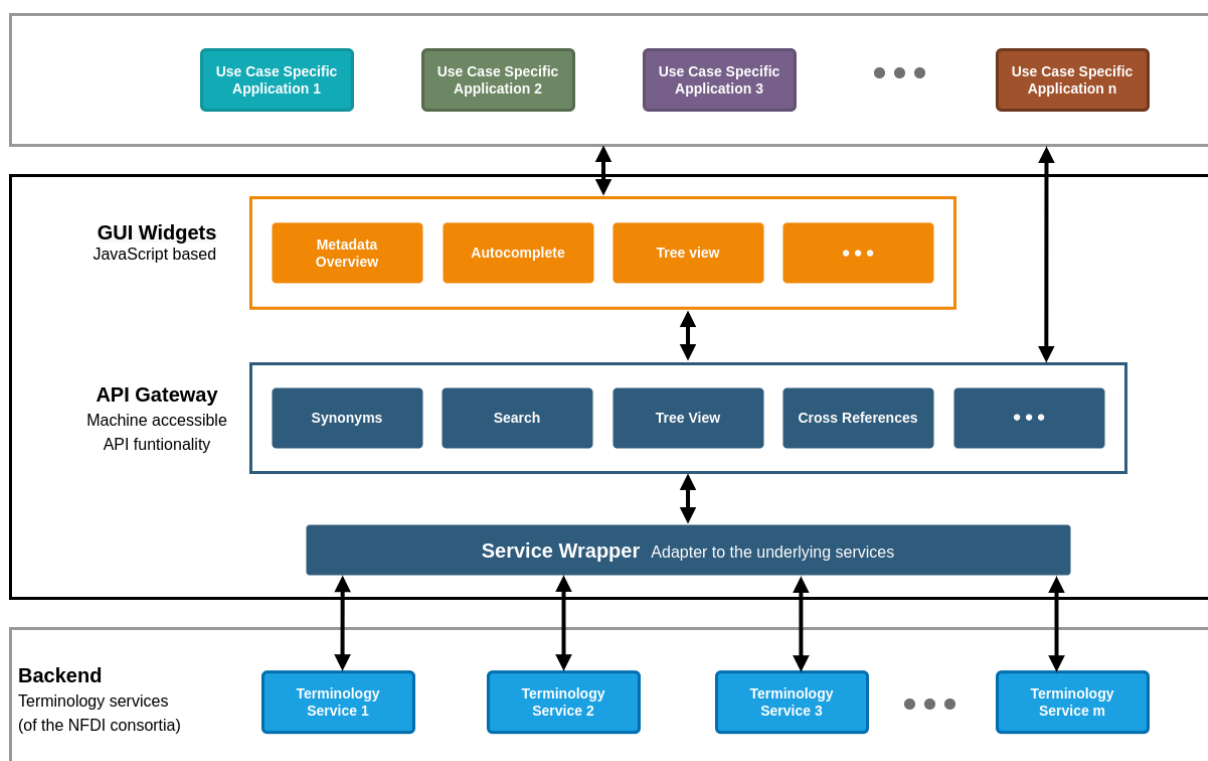 Use Case Specific
Application 1
Use Case Specific
Application 2
Use Case Specific
Application 3
Use Case Specific
Application n
GUI Widgets
JavaScript based
Metadata
Overview
Autocomplete
Tree view
API Gateway
Machine accessible
API funtionality
Synonyms
Search
Tree View
Cross References
Service Wrapper Adapter to the underlying services
Backend
Terminology services
(of the NFDI consortia)
Terminology
Service 1
Terminology
Service 2
Terminology
Service 3
Terminology
Service m